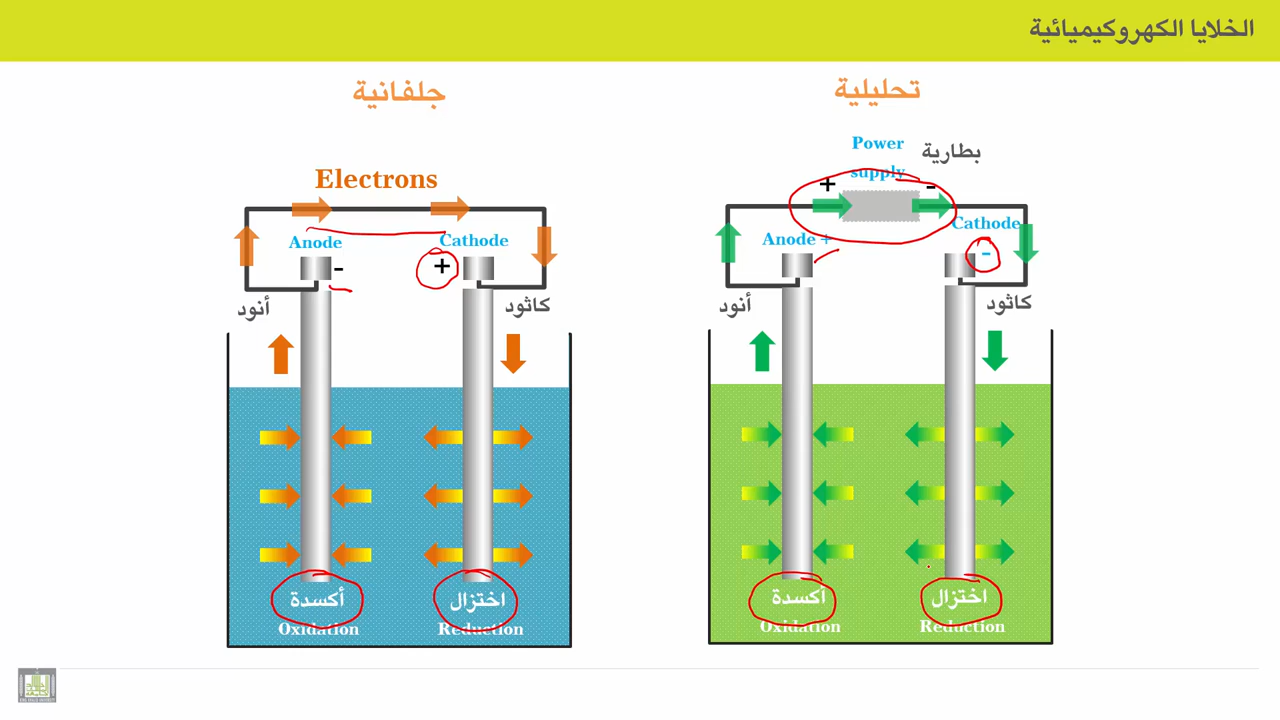 الخلايا الكهروكيميائية
تحليلية
جلفانية
Power supply
بطارية
+ -
Anode +
Cathode -
أنود
كاثود
أكسدة
Oxidation
اختزال
Reduction
Electrons
Anode -
Cathode +
أنود
كاثود
أكسدة
Oxidation
اختزال
Reduction